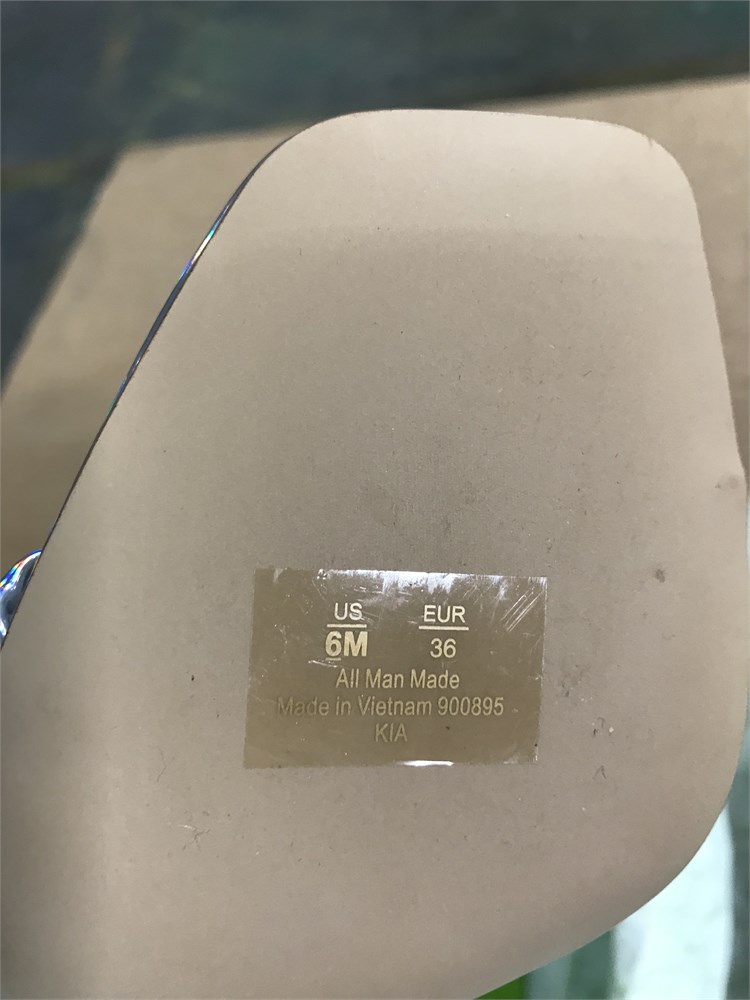 US EUR
6M 36
All Man Made
Made in Vietnam 900895
KIA